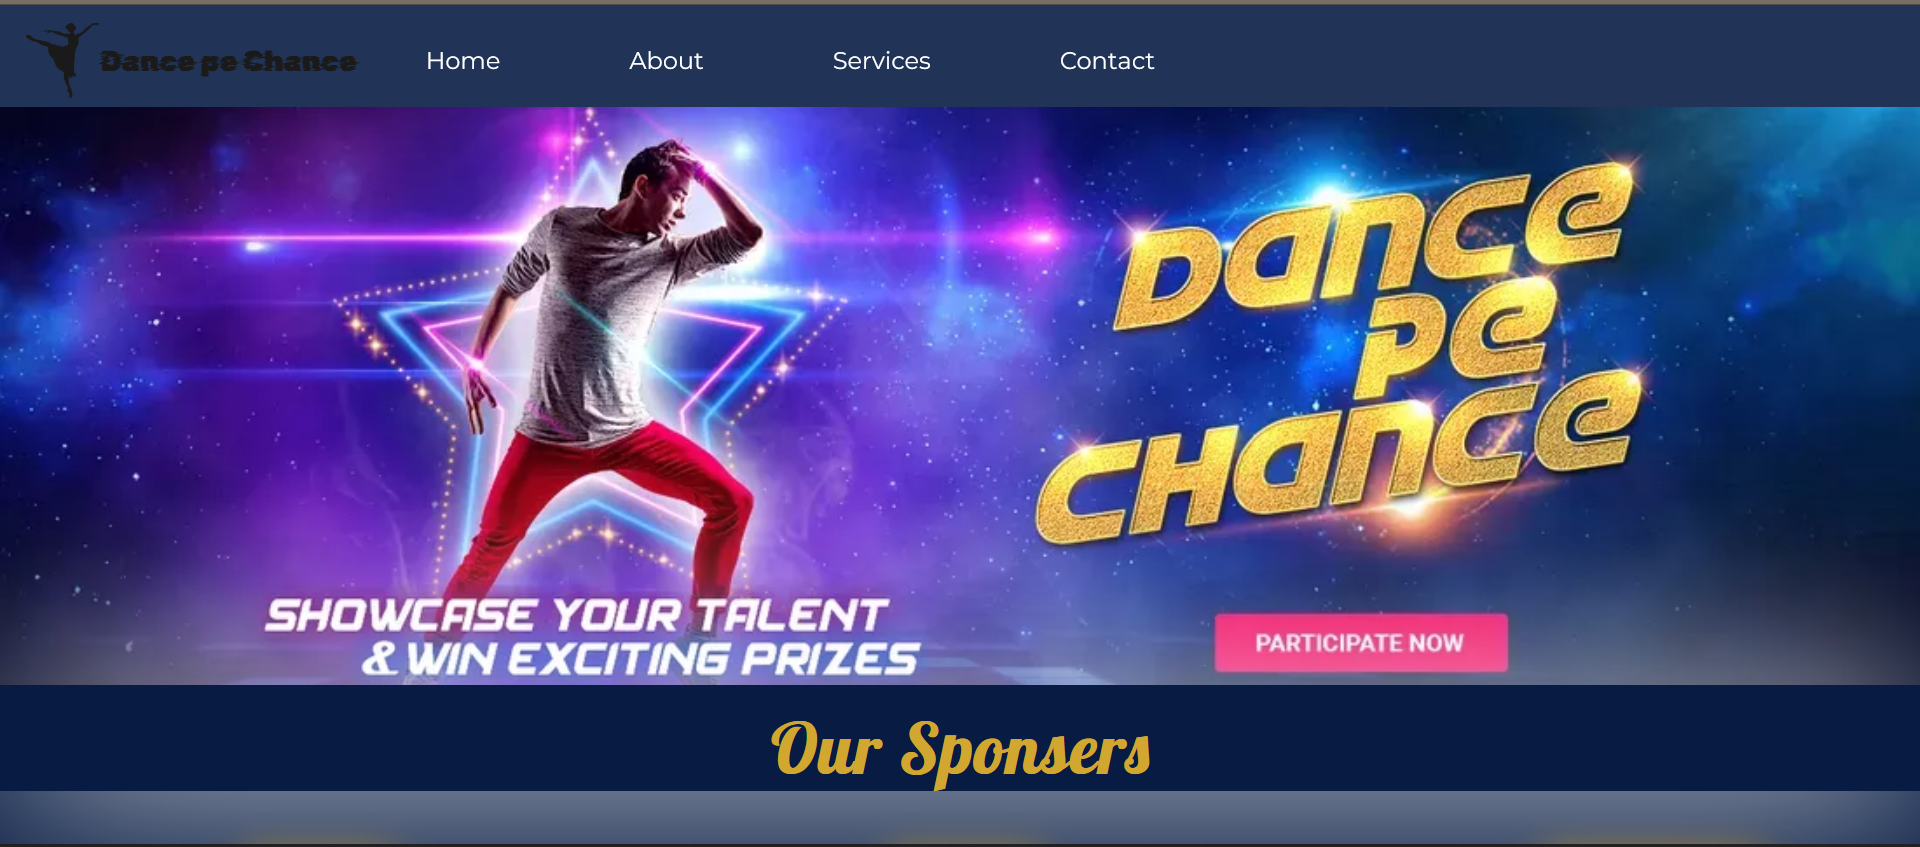 Dance pe Chance
Home
About
Services
Contact
DANCE
PE
CHANCE
SHOWCASE YOUR TALENT
& WIN EXCITING PRIZES
PARTICIPATE NOW
Our Sponsers